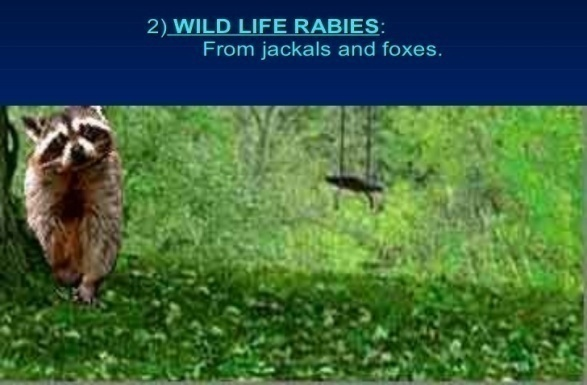 2) WILD LIFE RABIES:
From jackals and foxes.